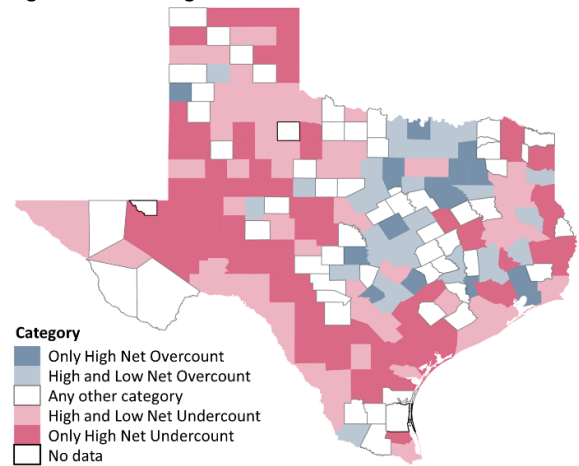 Category
Only High Net Overcount
High and Low Net Overcount
Any other category
High and Low Net Undercount
Only High Net Undercount
No data